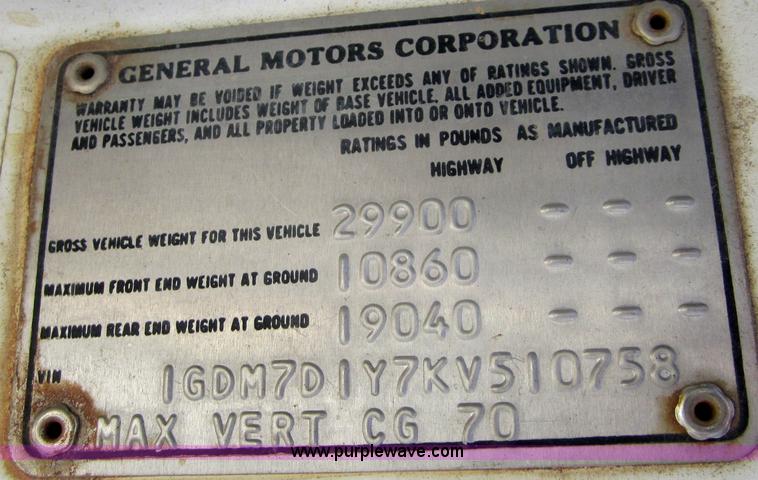 GENERAL MOTORS CORPORATION
WARRANTY MAY BE VOIDED IF WEIGHT EXCEEDS ANY OF RATINGS SHOWN. GROSS
VEHICLE WEIGHT INCLUDES WEIGHT OF BASE VEHICLE, ALL ADDED EQUIPMENT, DRIVER
AND PASSENGERS, AND ALL PROPERTY LOADED INTO OR ONTO VEHICLE.
RATINGS IN POUNDS AS MANUFACTURED
HIGHWAY OFF HIGHWAY
GROSS VEHICLE WEIGHT FOR THIS VEHICLE 29900 - - -
MAXIMUM FRONT END WEIGHT AT GROUND 10860 - - -
MAXIMUM REAR END WEIGHT AT GROUND 19040 - - -
VIN 1GDM7D1Y7KV510758
MAX VERT CG 70
www.purplewave.com